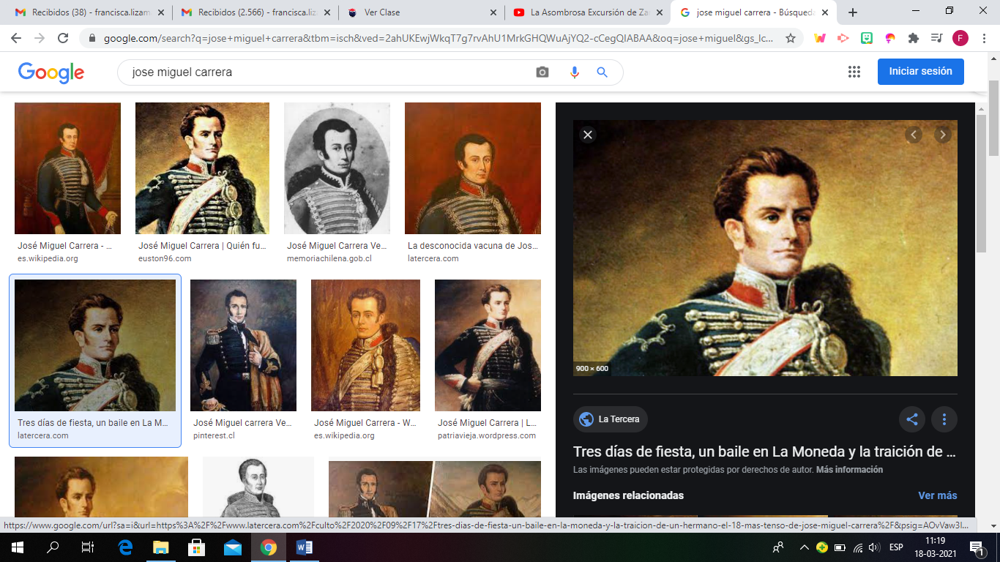 Recibidos (38) - francisca.lizam
Recibidos (2.566) - francisca.liza
Ver Clase
La Asombrosa Excursión de Za
jose miguel carrera - Búsqueda
google.com/search?q=jose+miguel+carrera&tbm=isch&ved=2ahUKEwjWkqT7g7rvAhU1MrkGHQWuAjYQ2-cCegQIABAA&oq=jose+miguel&gs_lc...
F
Google
jose miguel carrera
Iniciar sesión
José Miguel Carrera - ...
es.wikipedia.org
José Miguel Carrera | Quién fu...
euston96.com
José Miguel Carrera Ve...
memoriachilena.gob.cl
La desconocida vacuna de Jos...
latercera.com
900 × 600
Tres días de fiesta, un baile en La M...
latercera.com
José Miguel carrera Ve...
pinterest.cl
José Miguel Carrera - W...
es.wikipedia.org
José Miguel Carrera | L...
patriavieja.wordpress.com
La Tercera
Tres días de fiesta, un baile en La Moneda y la traición de ...
Las imágenes pueden estar protegidas por derechos de autor. Más información
Imágenes relacionadas
Ver más
https://www.google.com/url?sa=i&url=https%3A%2F%2Fwww.latercera.com%2Fculto%2F2020%2F09%2F17%2Ftres-dias-de-fiesta-un-baile-en-la-moneda-y-la-traicion-de-un-hermano-el-18-mas-tenso-de-jose-miguel-carrera%2F&psig=AOvVaw3l...
ESP
11:19
18-03-2021
1